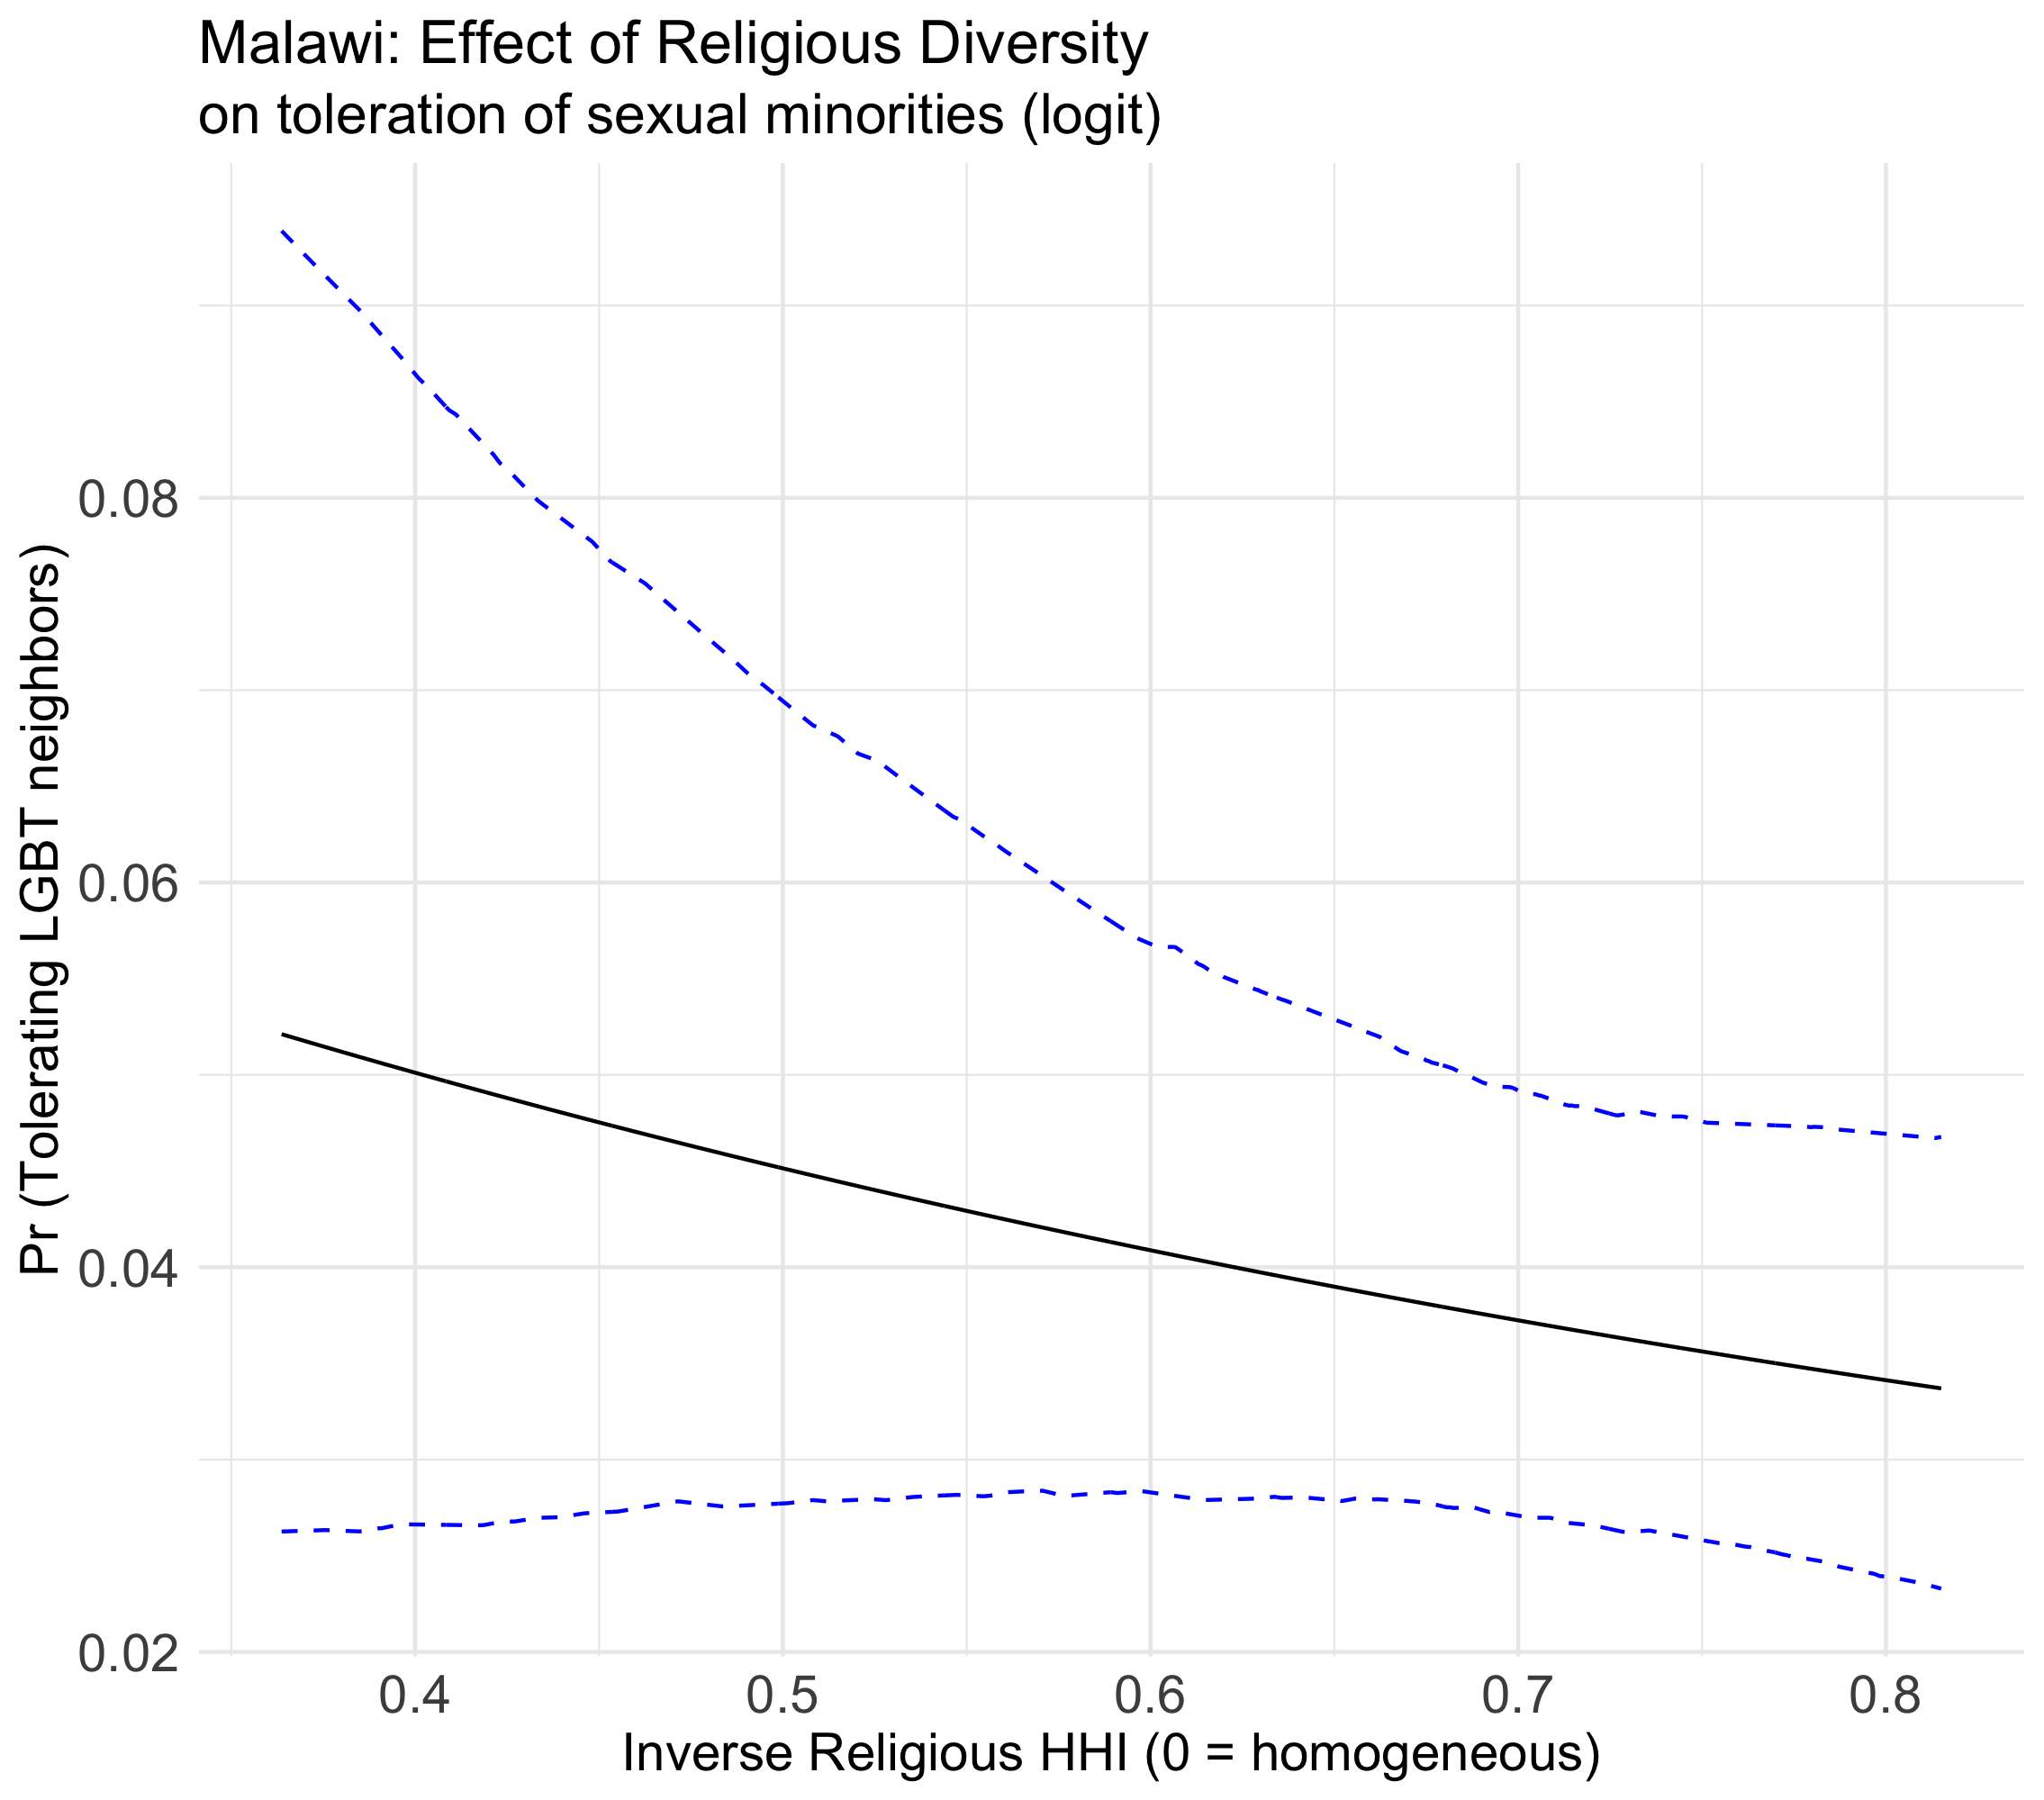 Malawi: Effect of Religious Diversity
on toleration of sexual minorities (logit)
Pr (Tolerating LGBT neighbors)
0.08
0.06
0.04
0.02
0.4 0.5 0.6 0.7 0.8
Inverse Religious HHI (0 = homogeneous)